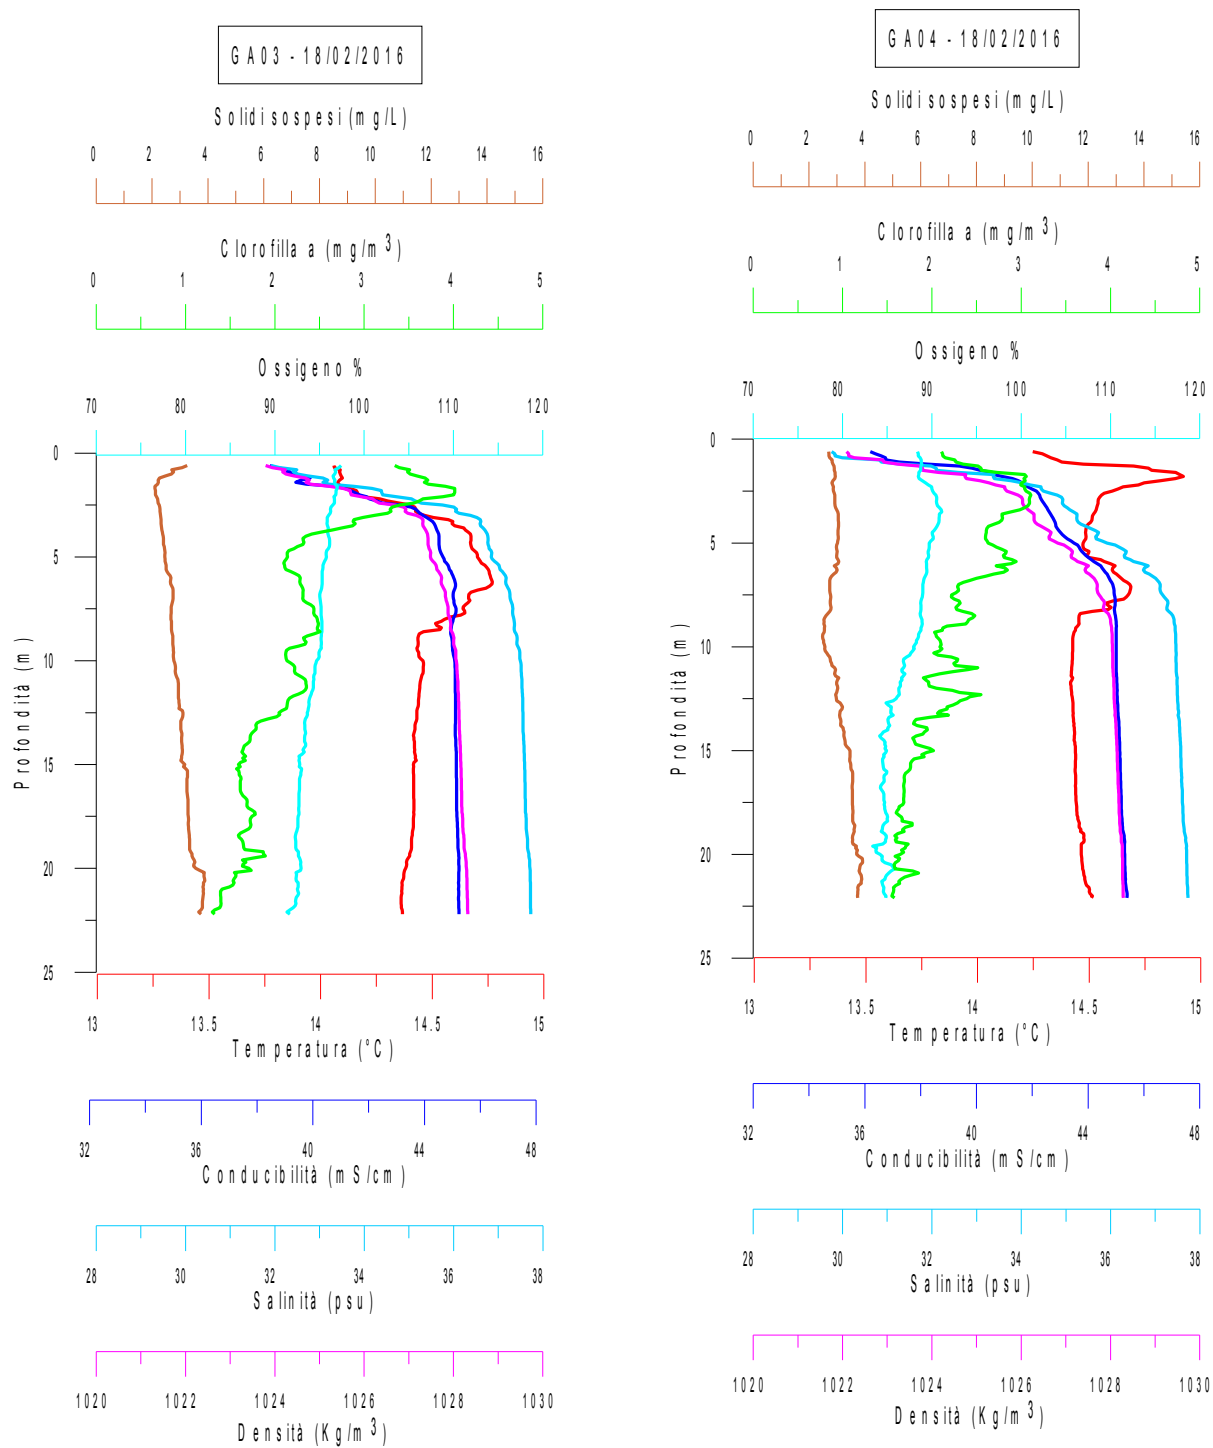 GA03 - 18/02/2016
Solidi sospesi (mg/L)
0 2 4 6 8 10 12 14 16
Clorofilla a (mg/m3)
0 1 2 3 4 5
Ossigeno %
70 80 90 100 110 120
0
5
10
15
20
25
Profondità (m)
13 13.5 14 14.5 15
Temperatura (°C)
32 36 40 44 48
Conducibilità (mS/cm)
28 30 32 34 36 38
Salinità (psu)
1020 1022 1024 1026 1028 1030
Densità (Kg/m3)
GA04 - 18/02/2016
Solidi sospesi (mg/L)
0 2 4 6 8 10 12 14 16
Clorofilla a (mg/m3)
0 1 2 3 4 5
Ossigeno %
70 80 90 100 110 120
0
5
10
15
20
25
Profondità (m)
13 13.5 14 14.5 15
Temperatura (°C)
32 36 40 44 48
Conducibilità (mS/cm)
28 30 32 34 36 38
Salinità (psu)
1020 1022 1024 1026 1028 1030
Densità (Kg/m3)